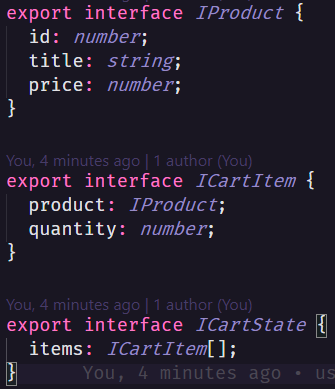 export interface IProduct {
id: number;
title: string;
price: number;
}
You, 4 minutes ago | 1 author (You)
export interface ICartItem {
product: IProduct;
quantity: number;
}
You, 4 minutes ago | 1 author (You)
export interface ICartState {
items: ICartItem[];
} You, 4 minutes ago •